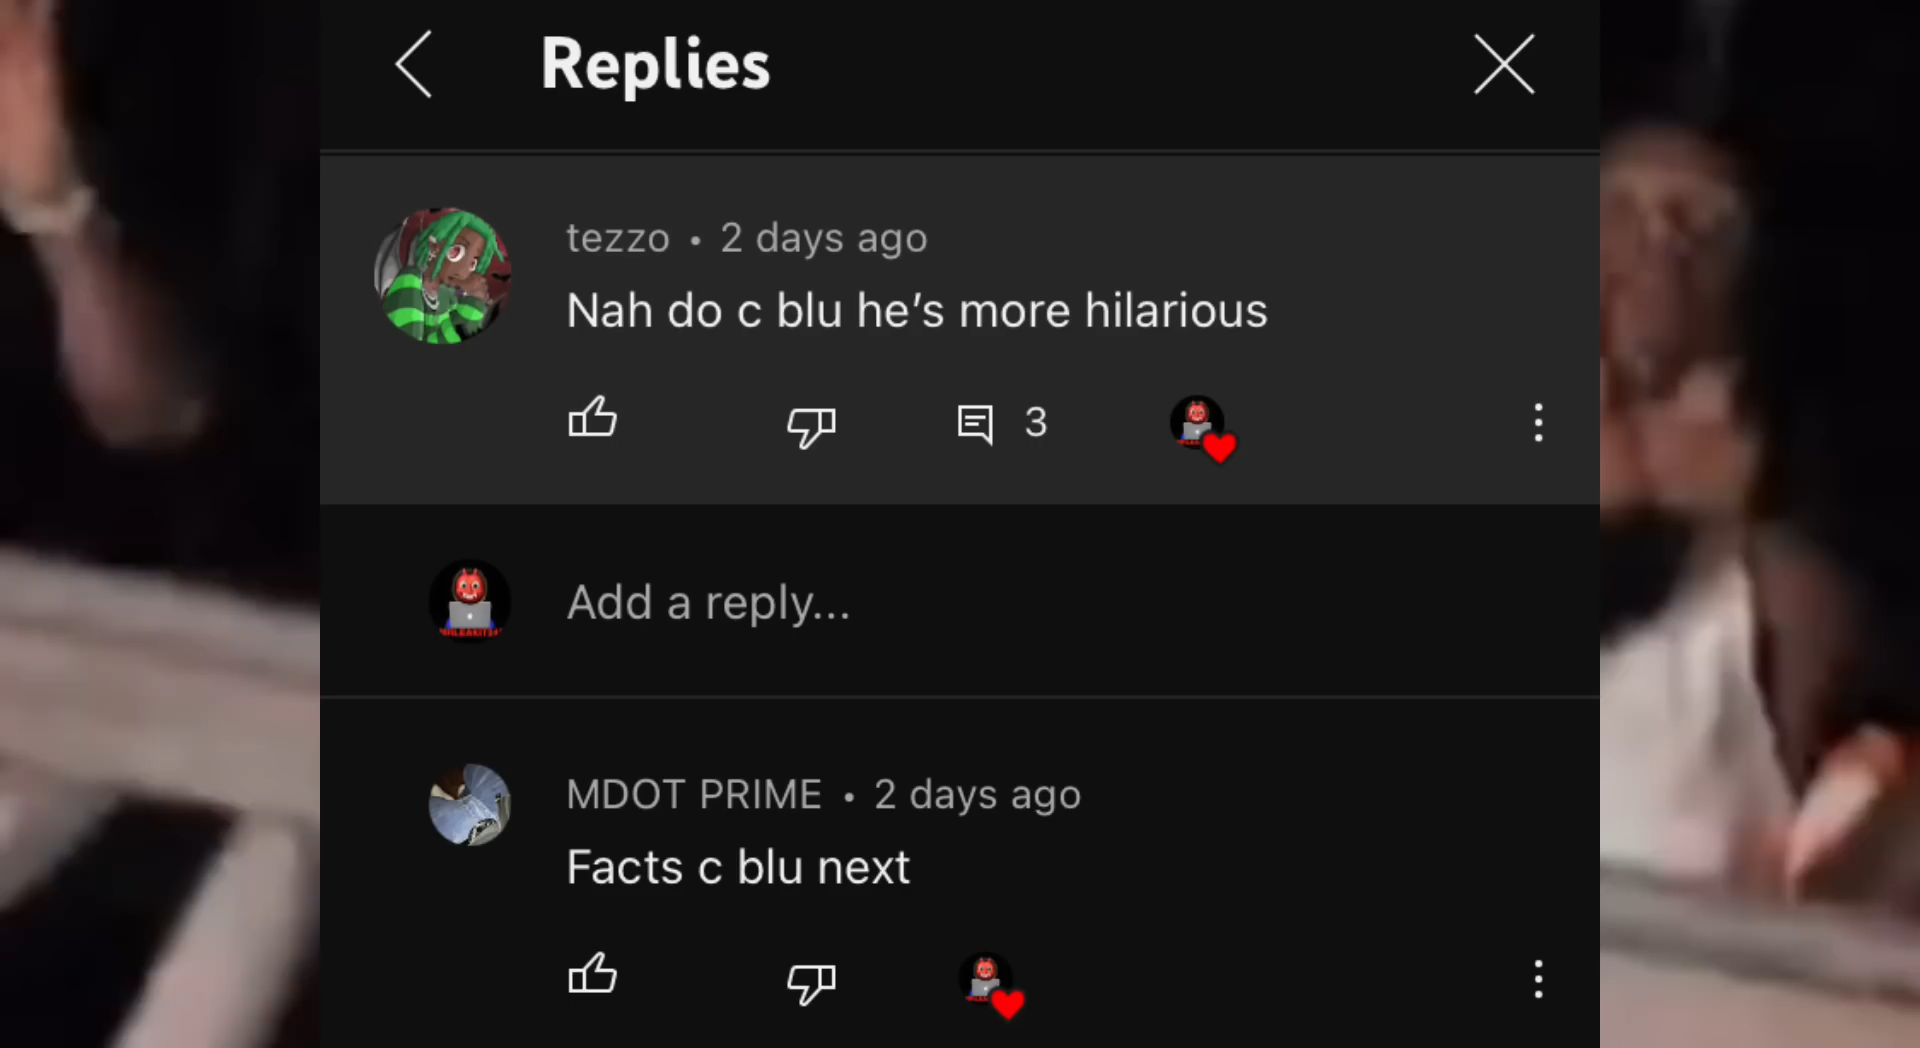 Replies
tezzo • 2 days ago
Nah do c blu he’s more hilarious
3
Add a reply...
MDOT PRIME • 2 days ago
Facts c blu next